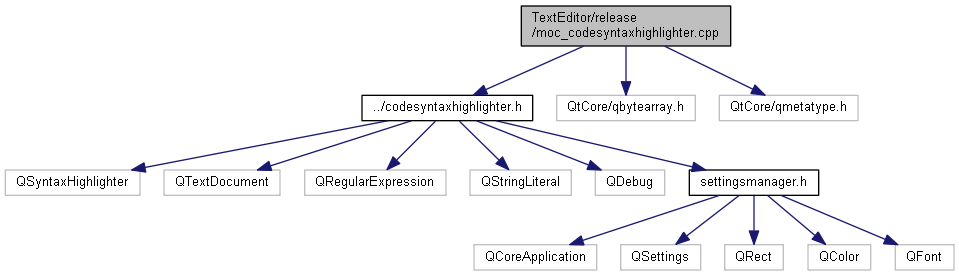 TextEditor/release
/moc_codesyntaxhighlighter.cpp
../codesyntaxhighlighter.h
QtCore/qbytearray.h
QtCore/qmetatype.h
QSyntaxHighlighter
QTextDocument
QRegularExpression
QStringLiteral
QDebug
settingsmanager.h
QCoreApplication
QSettings
QRect
QColor
QFont